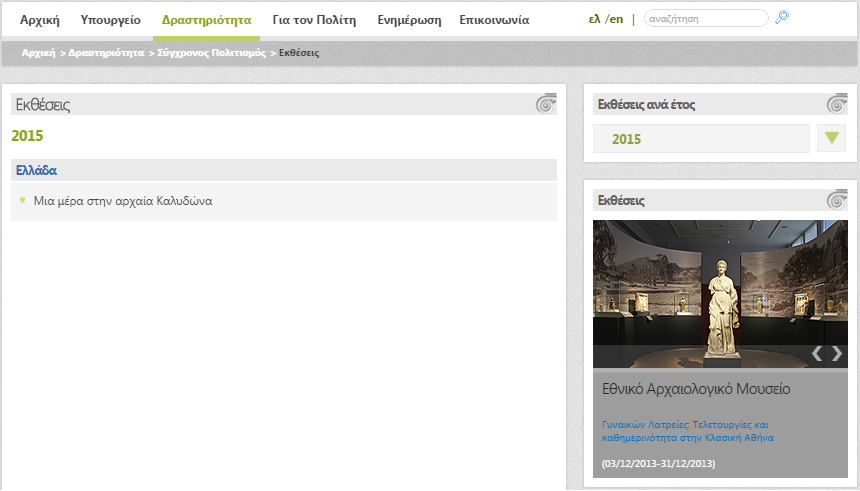 Αρχική Υπουργείο Δραστηριότητα Για τον Πολίτη Ενημέρωση Επικοινωνία ελ /en | αναζήτηση
Αρχική > Δραστηριότητα > Σύγχρονος Πολιτισμός > Εκθέσεις
Εκθέσεις
2015
Ελλάδα
Μια μέρα στην αρχαία Καλυδώνα
Εκθέσεις ανά έτος
2015
Εκθέσεις
Εθνικό Αρχαιολογικό Μουσείο
Γυναικών Λατρείες: Τελετουργίες και
καθημερινότητα στην Κλασική Αθήνα
(03/12/2013-31/12/2013)